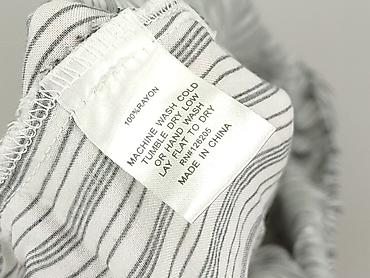 100%RAYON
MACHINE WASH COLD
TUMBLE DRY LOW
OR HAND WASH
LAY FLAT TO DRY
RN#126205
MADE IN CHINA